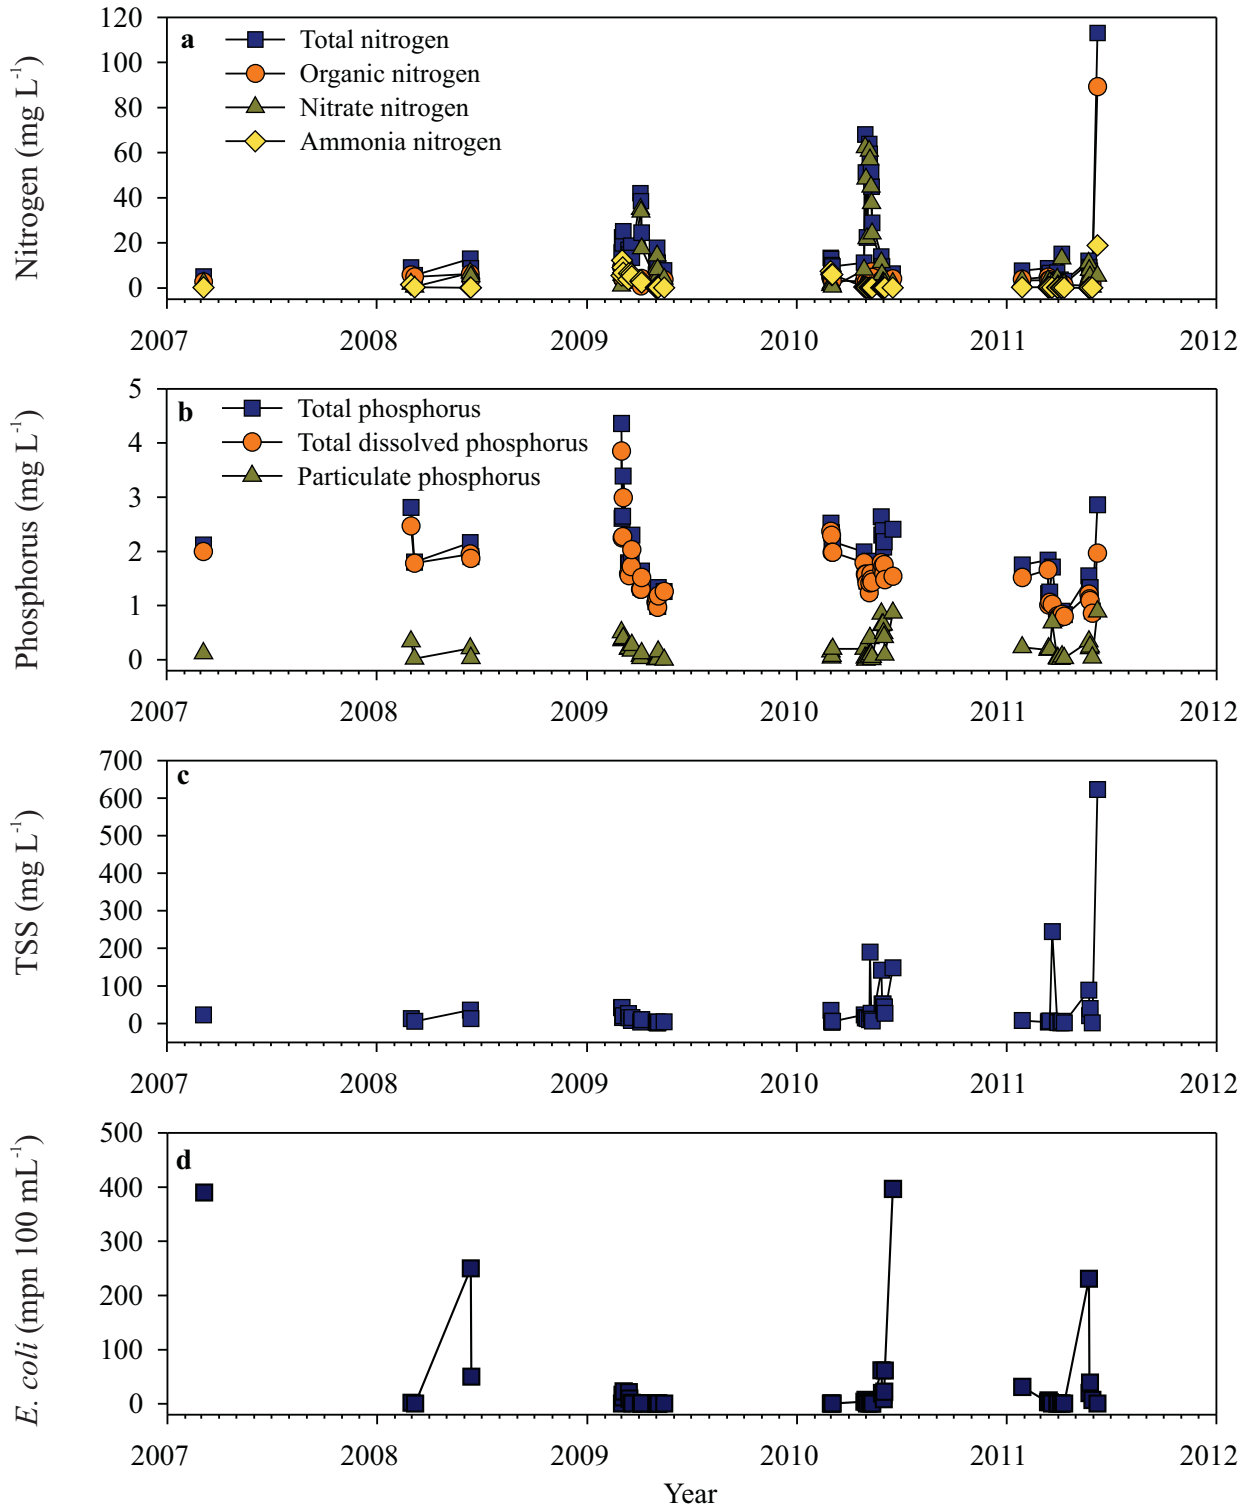 a
Total nitrogen
Organic nitrogen
Nitrate nitrogen
Ammonia nitrogen
Nitrogen (mg L⁻¹)
120
100
80
60
40
20
0
2007 2008 2009 2010 2011 2012
b
Total phosphorus
Total dissolved phosphorus
Particulate phosphorus
Phosphorus (mg L⁻¹)
5
4
3
2
1
0
2007 2008 2009 2010 2011 2012
c
TSS (mg L⁻¹)
700
600
500
400
300
200
100
0
2007 2008 2009 2010 2011 2012
d
E. coli (mpn 100 mL⁻¹)
500
400
300
200
100
0
2007 2008 2009 2010 2011 2012
Year